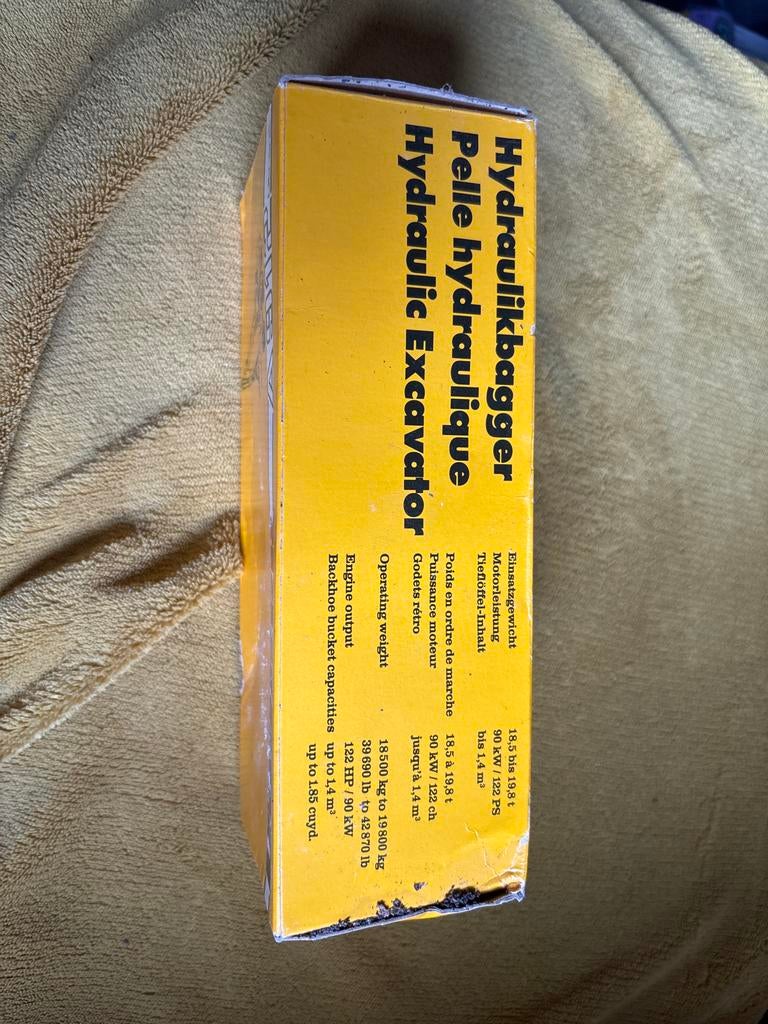 Hydraulikbagger
Pelle hydraulique
Hydraulic Excavator
Einsatzgewicht 18,5 bis 19,8 t
Motorleistung 90 kW / 122 PS
Tieflöffel-Inhalt bis 1,4 m³
Poids en ordre de marche 18,5 à 19,8 t
Puissance moteur 90 kW / 122 ch
Godets rétro jusqu'à 1,4 m³
Operating weight 18500 kg to 19800 kg
39690 lb to 42870 lb
Engine output 122 HP / 90 kW
Backhoe bucket capacities up to 1,4 m³
up to 1.85 cuyd.